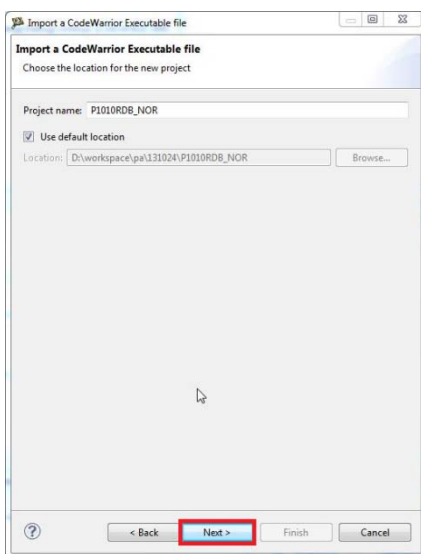 Import a CodeWarrior Executable file
Import a CodeWarrior Executable file
Choose the location for the new project
Project name: P1010RDB_NOR
Use default location
Location: D:\workspace\pa\131024\P1010RDB_NOR Browse...
? < Back Next > Finish Cancel